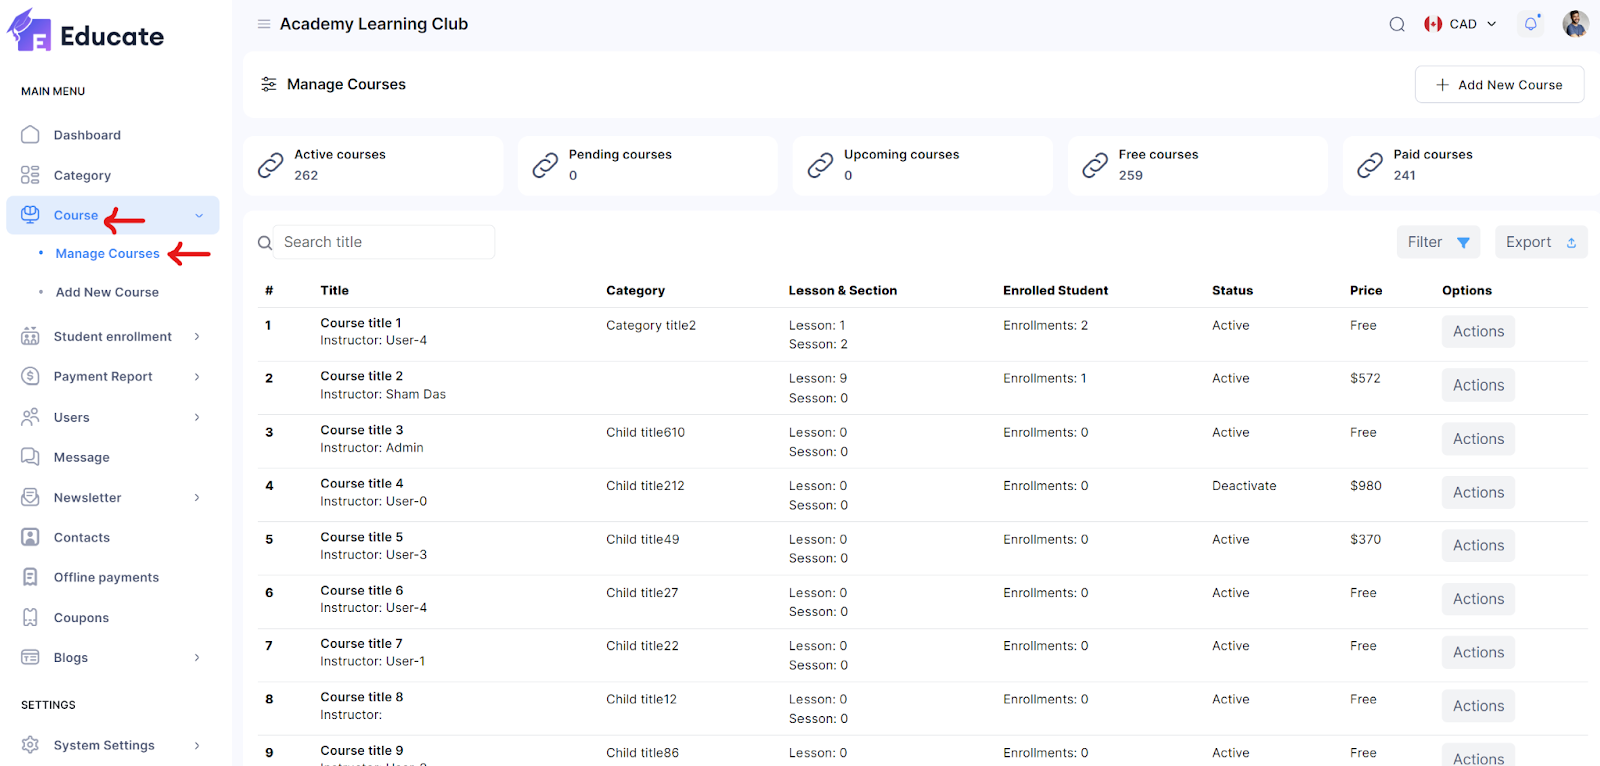 Educate
Academy Learning Club
CAD
MAIN MENU
Dashboard
Category
Course
Manage Courses
Add New Course
Student enrollment
Payment Report
Users
Message
Newsletter
Contacts
Offline payments
Coupons
Blogs
SETTINGS
System Settings
Manage Courses
Add New Course
Active courses
262
Pending courses
0
Upcoming courses
0
Free courses
259
Paid courses
241
Search title
Filter
Export
# Title Category Lesson & Section Enrolled Student Status Price Options
1 Course title 1 Category title2 Lesson: 1 Enrollments: 2 Active Free Actions
Instructor: User-4 Sesson: 2
2 Course title 2 Lesson: 9 Enrollments: 1 Active $572 Actions
Instructor: Sham Das Sesson: 0
3 Course title 3 Child title610 Lesson: 0 Enrollments: 0 Active Free Actions
Instructor: Admin Sesson: 0
4 Course title 4 Child title212 Lesson: 0 Enrollments: 0 Deactivate $980 Actions
Instructor: User-0 Sesson: 0
5 Course title 5 Child title49 Lesson: 0 Enrollments: 0 Active $370 Actions
Instructor: User-3 Sesson: 0
6 Course title 6 Child title27 Lesson: 0 Enrollments: 0 Active Free Actions
Instructor: User-4 Sesson: 0
7 Course title 7 Child title22 Lesson: 0 Enrollments: 0 Active Free Actions
Instructor: User-1 Sesson: 0
8 Course title 8 Child title12 Lesson: 0 Enrollments: 0 Active Free Actions
Instructor: Sesson: 0
9 Course title 9 Child title86 Lesson: 0 Enrollments: 0 Active Free Actions